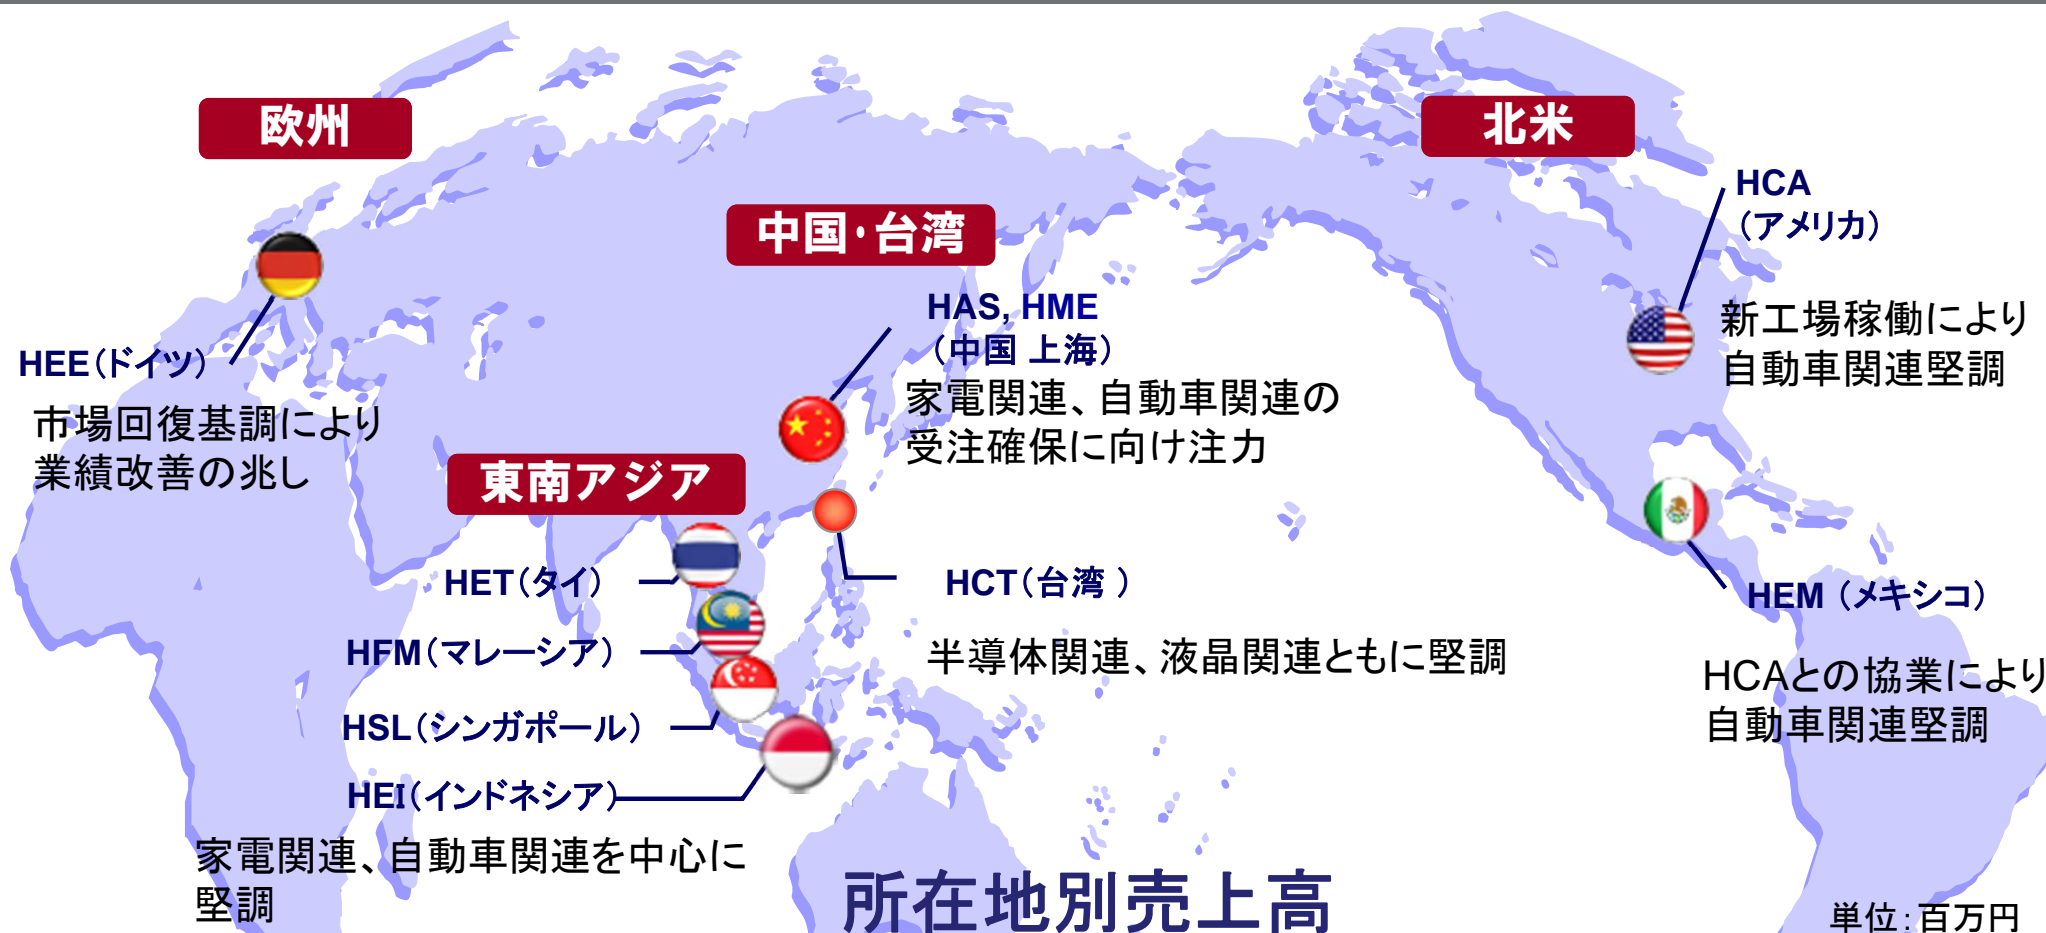 欧州
北米
HCA
（アメリカ）
中国・台湾
HAS, HME
（中国 上海）
新工場稼働により
自動車関連堅調
HEE（ドイツ）
家電関連、自動車関連の
受注確保に向け注力
市場回復基調により
業績改善の兆し
東南アジア
HET（タイ）
HCT（台湾 ）
HEM （メキシコ）
HFM（マレーシア）
半導体関連、液晶関連ともに堅調
HCAとの協業により
自動車関連堅調
HSL（シンガポール）
HEI（インドネシア）
家電関連、自動車関連を中心に
堅調
所在地別売上高
単位：百万円